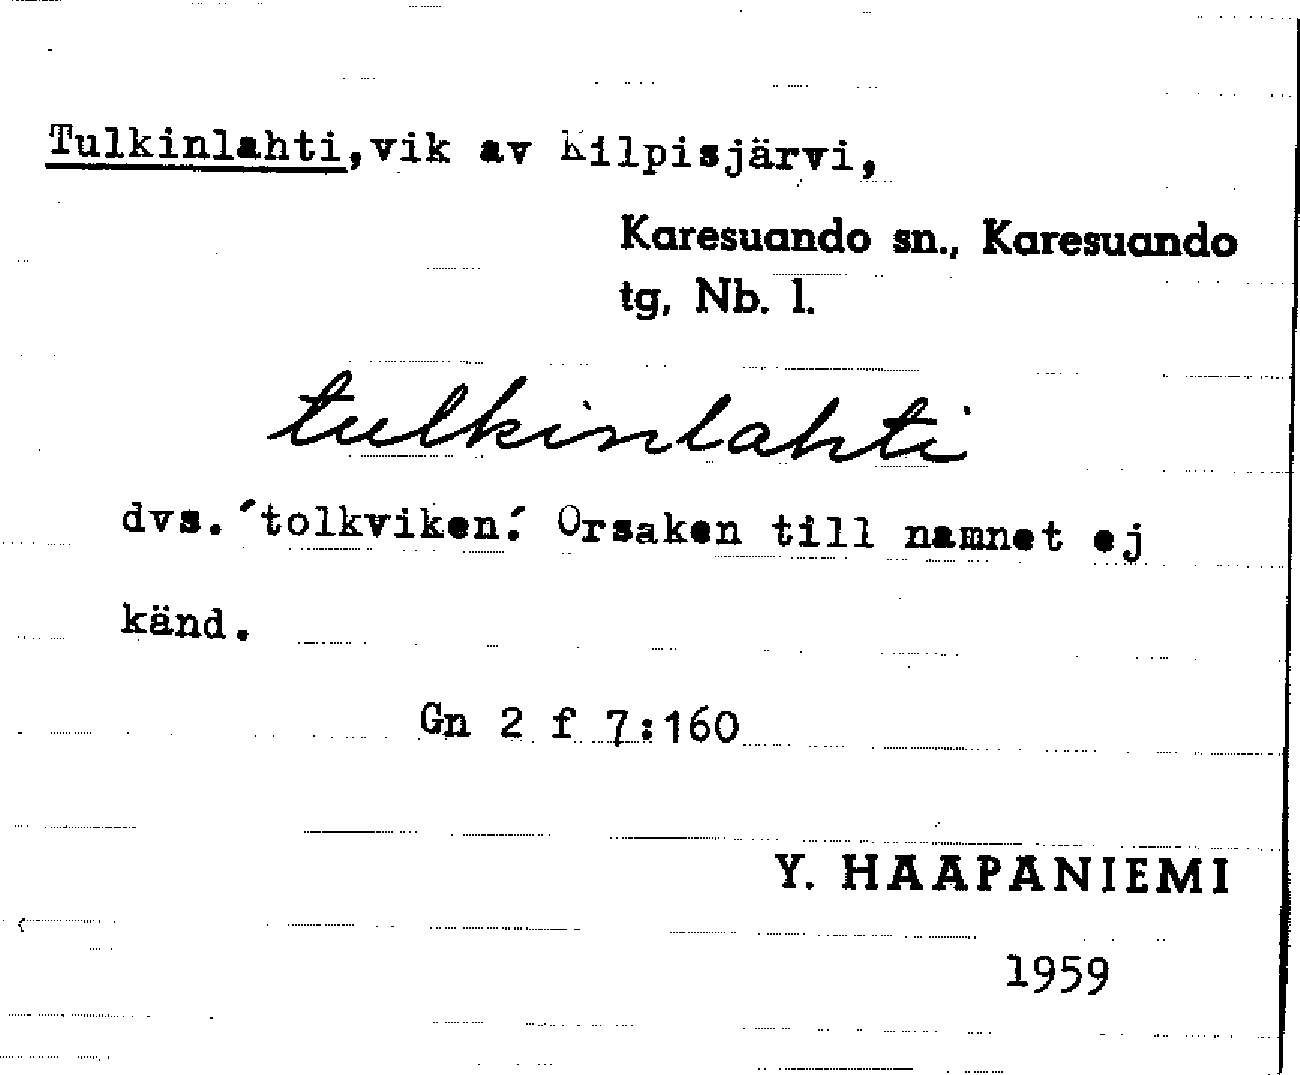 Tulkinlahti, vik av Kilpisjärvi,
Karesuando sn., Karesuando
tg, Nb. l.
tulkinlahti
dvs. ´tolkviken´. Orsaken till namnet ej
känd.
Gn 2 f 7:160
Y. HAAPANIEMI
1959